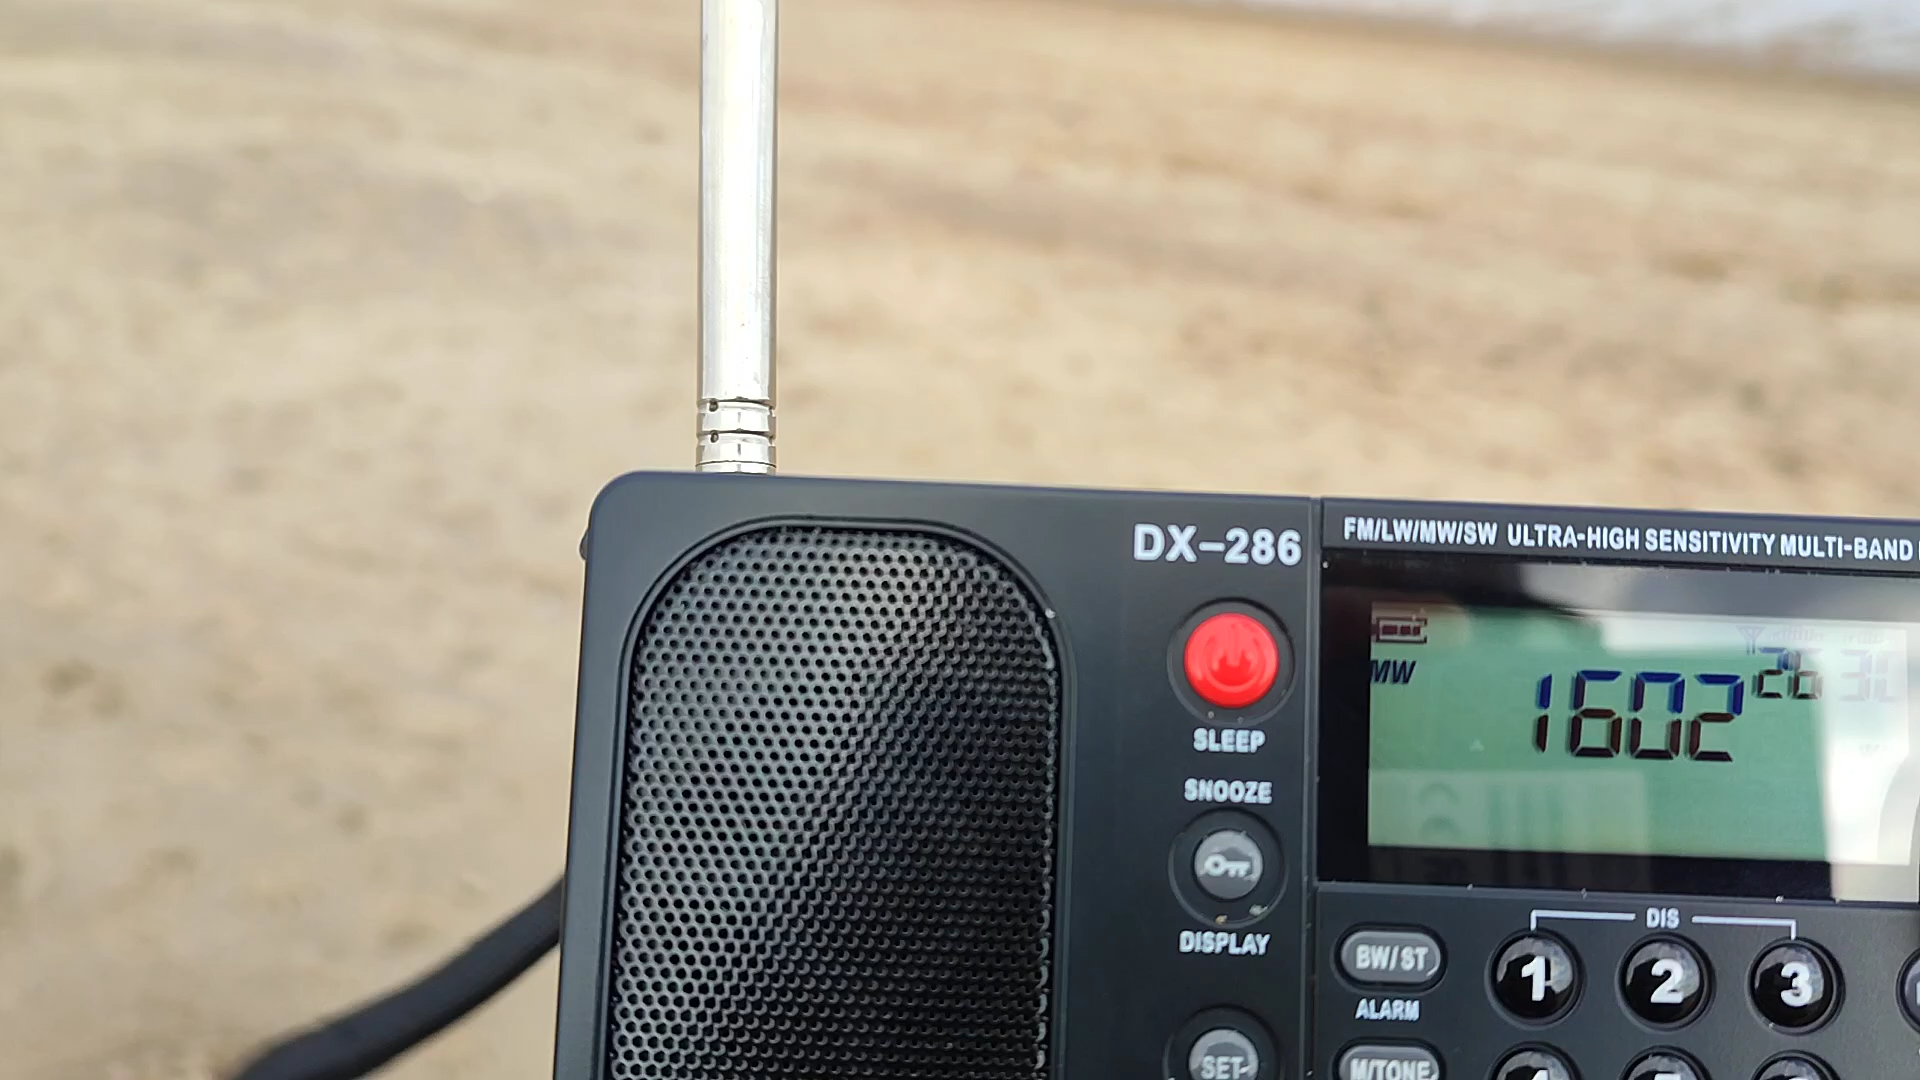 DX-286
FM/LW/MW/SW ULTRA-HIGH SENSITIVITY MULTI-BAND
MW
1602
26
SLEEP
SNOOZE
DISPLAY
DIS
BW/ST
1 2 3
ALARM
SET
M/TONE